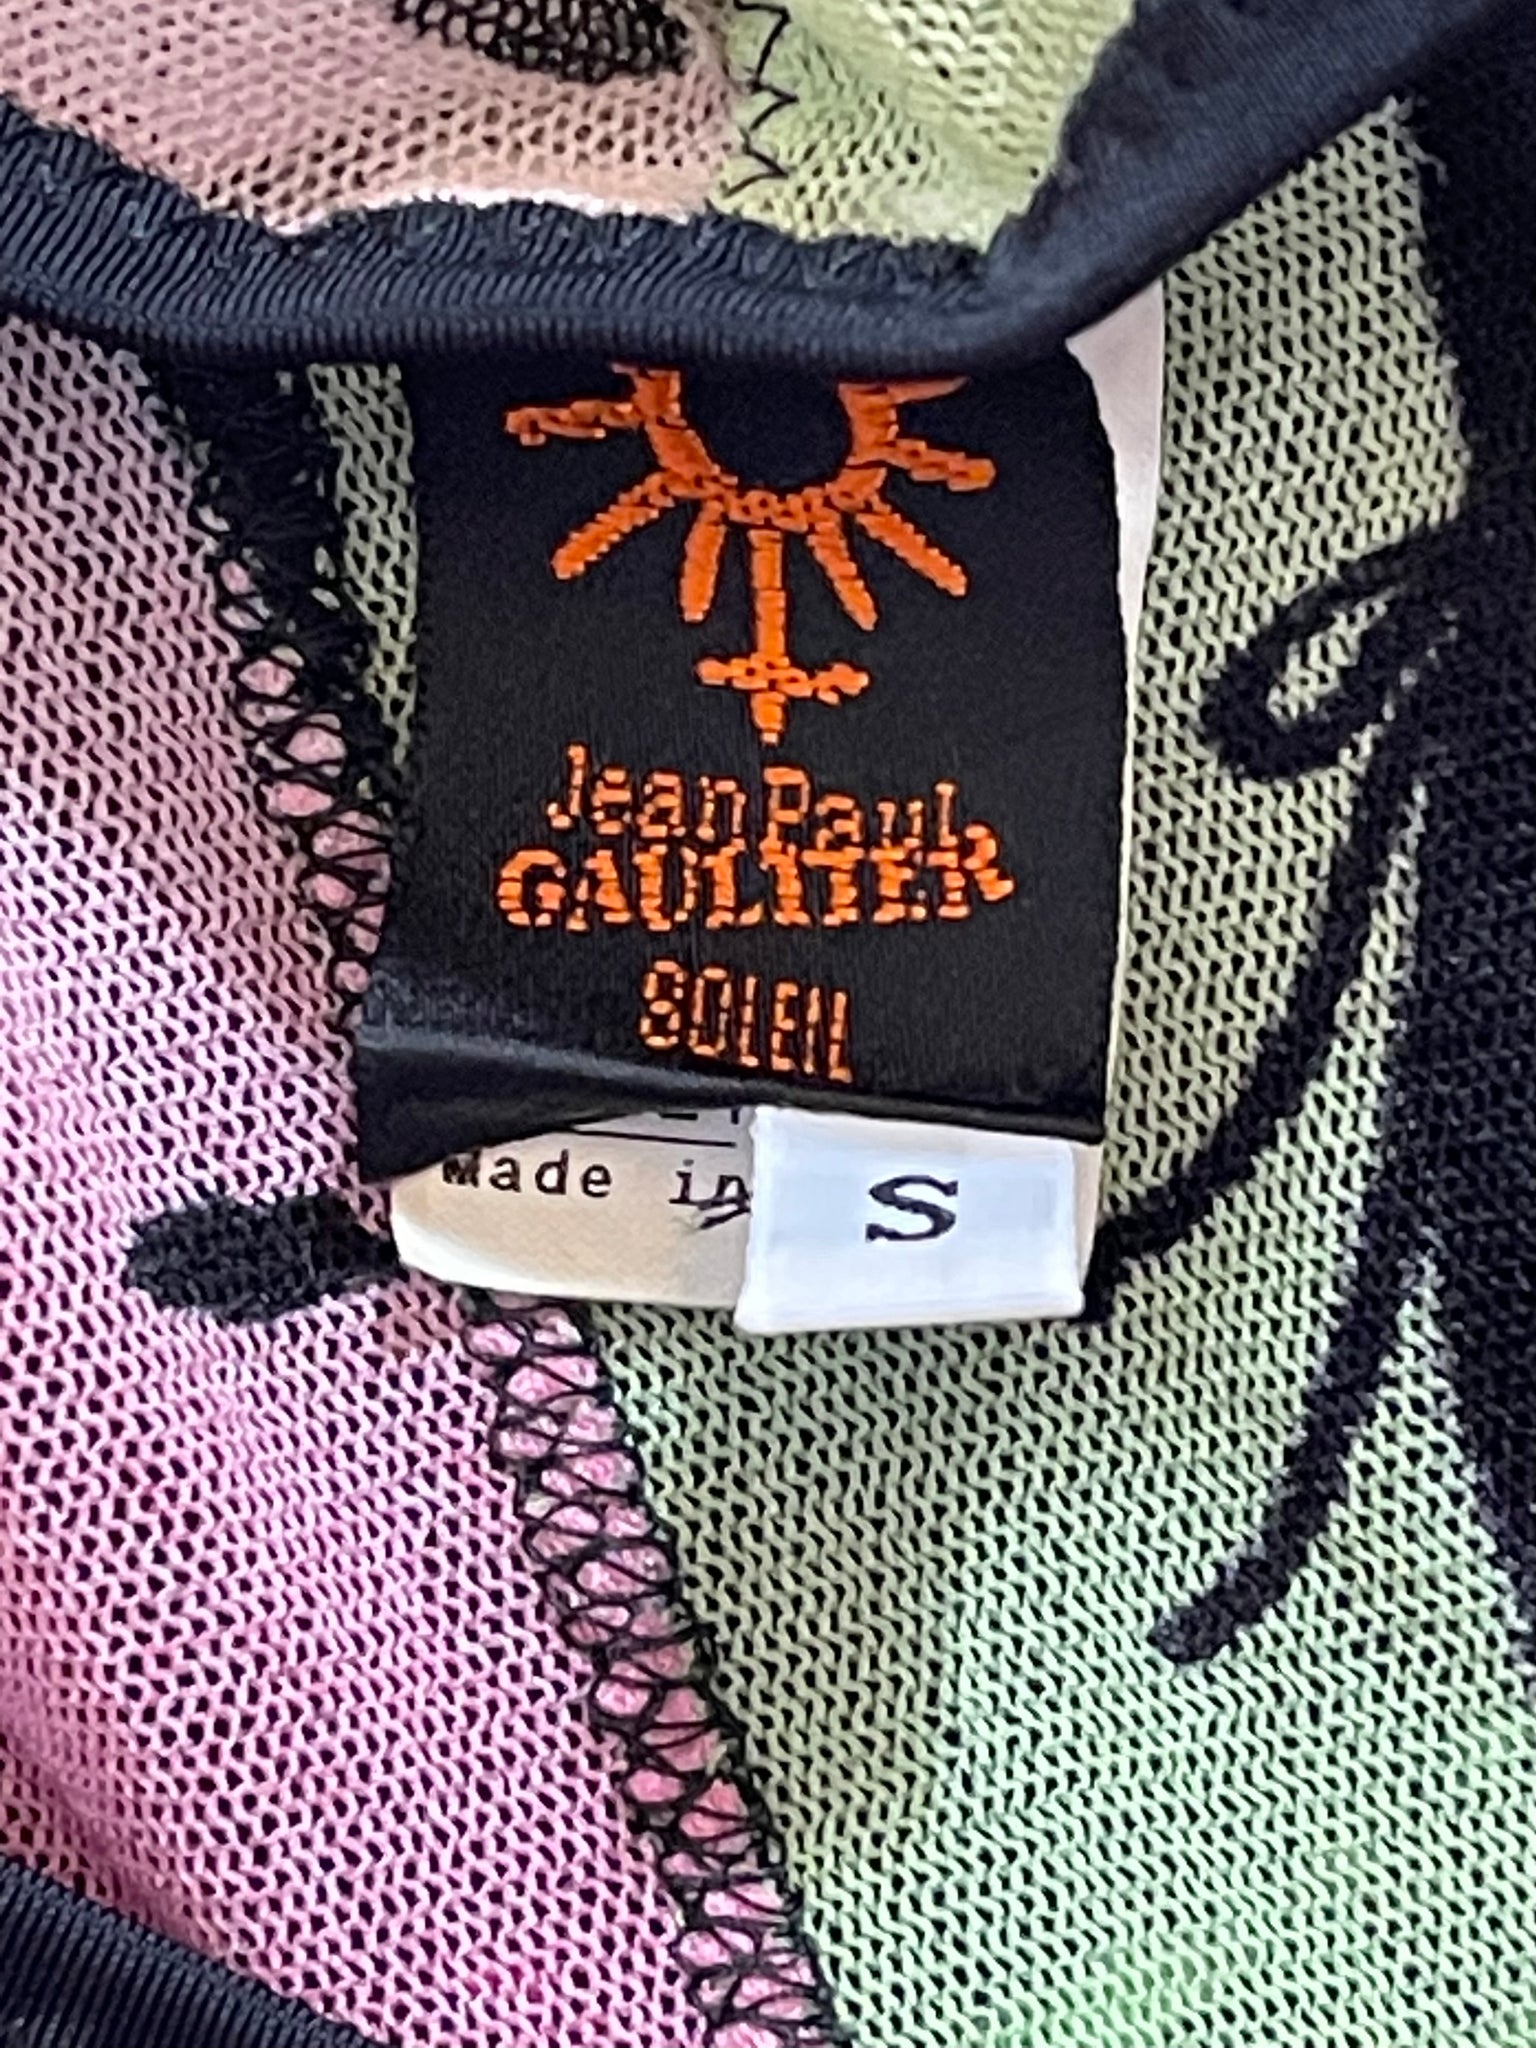 Jean Paul
GAULTIER
SOLEIL
Made in
S